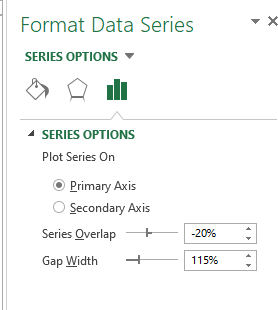 Format Data Series
SERIES OPTIONS
SERIES OPTIONS
Plot Series On
Primary Axis
Secondary Axis
Series Overlap -20%
Gap Width 115%